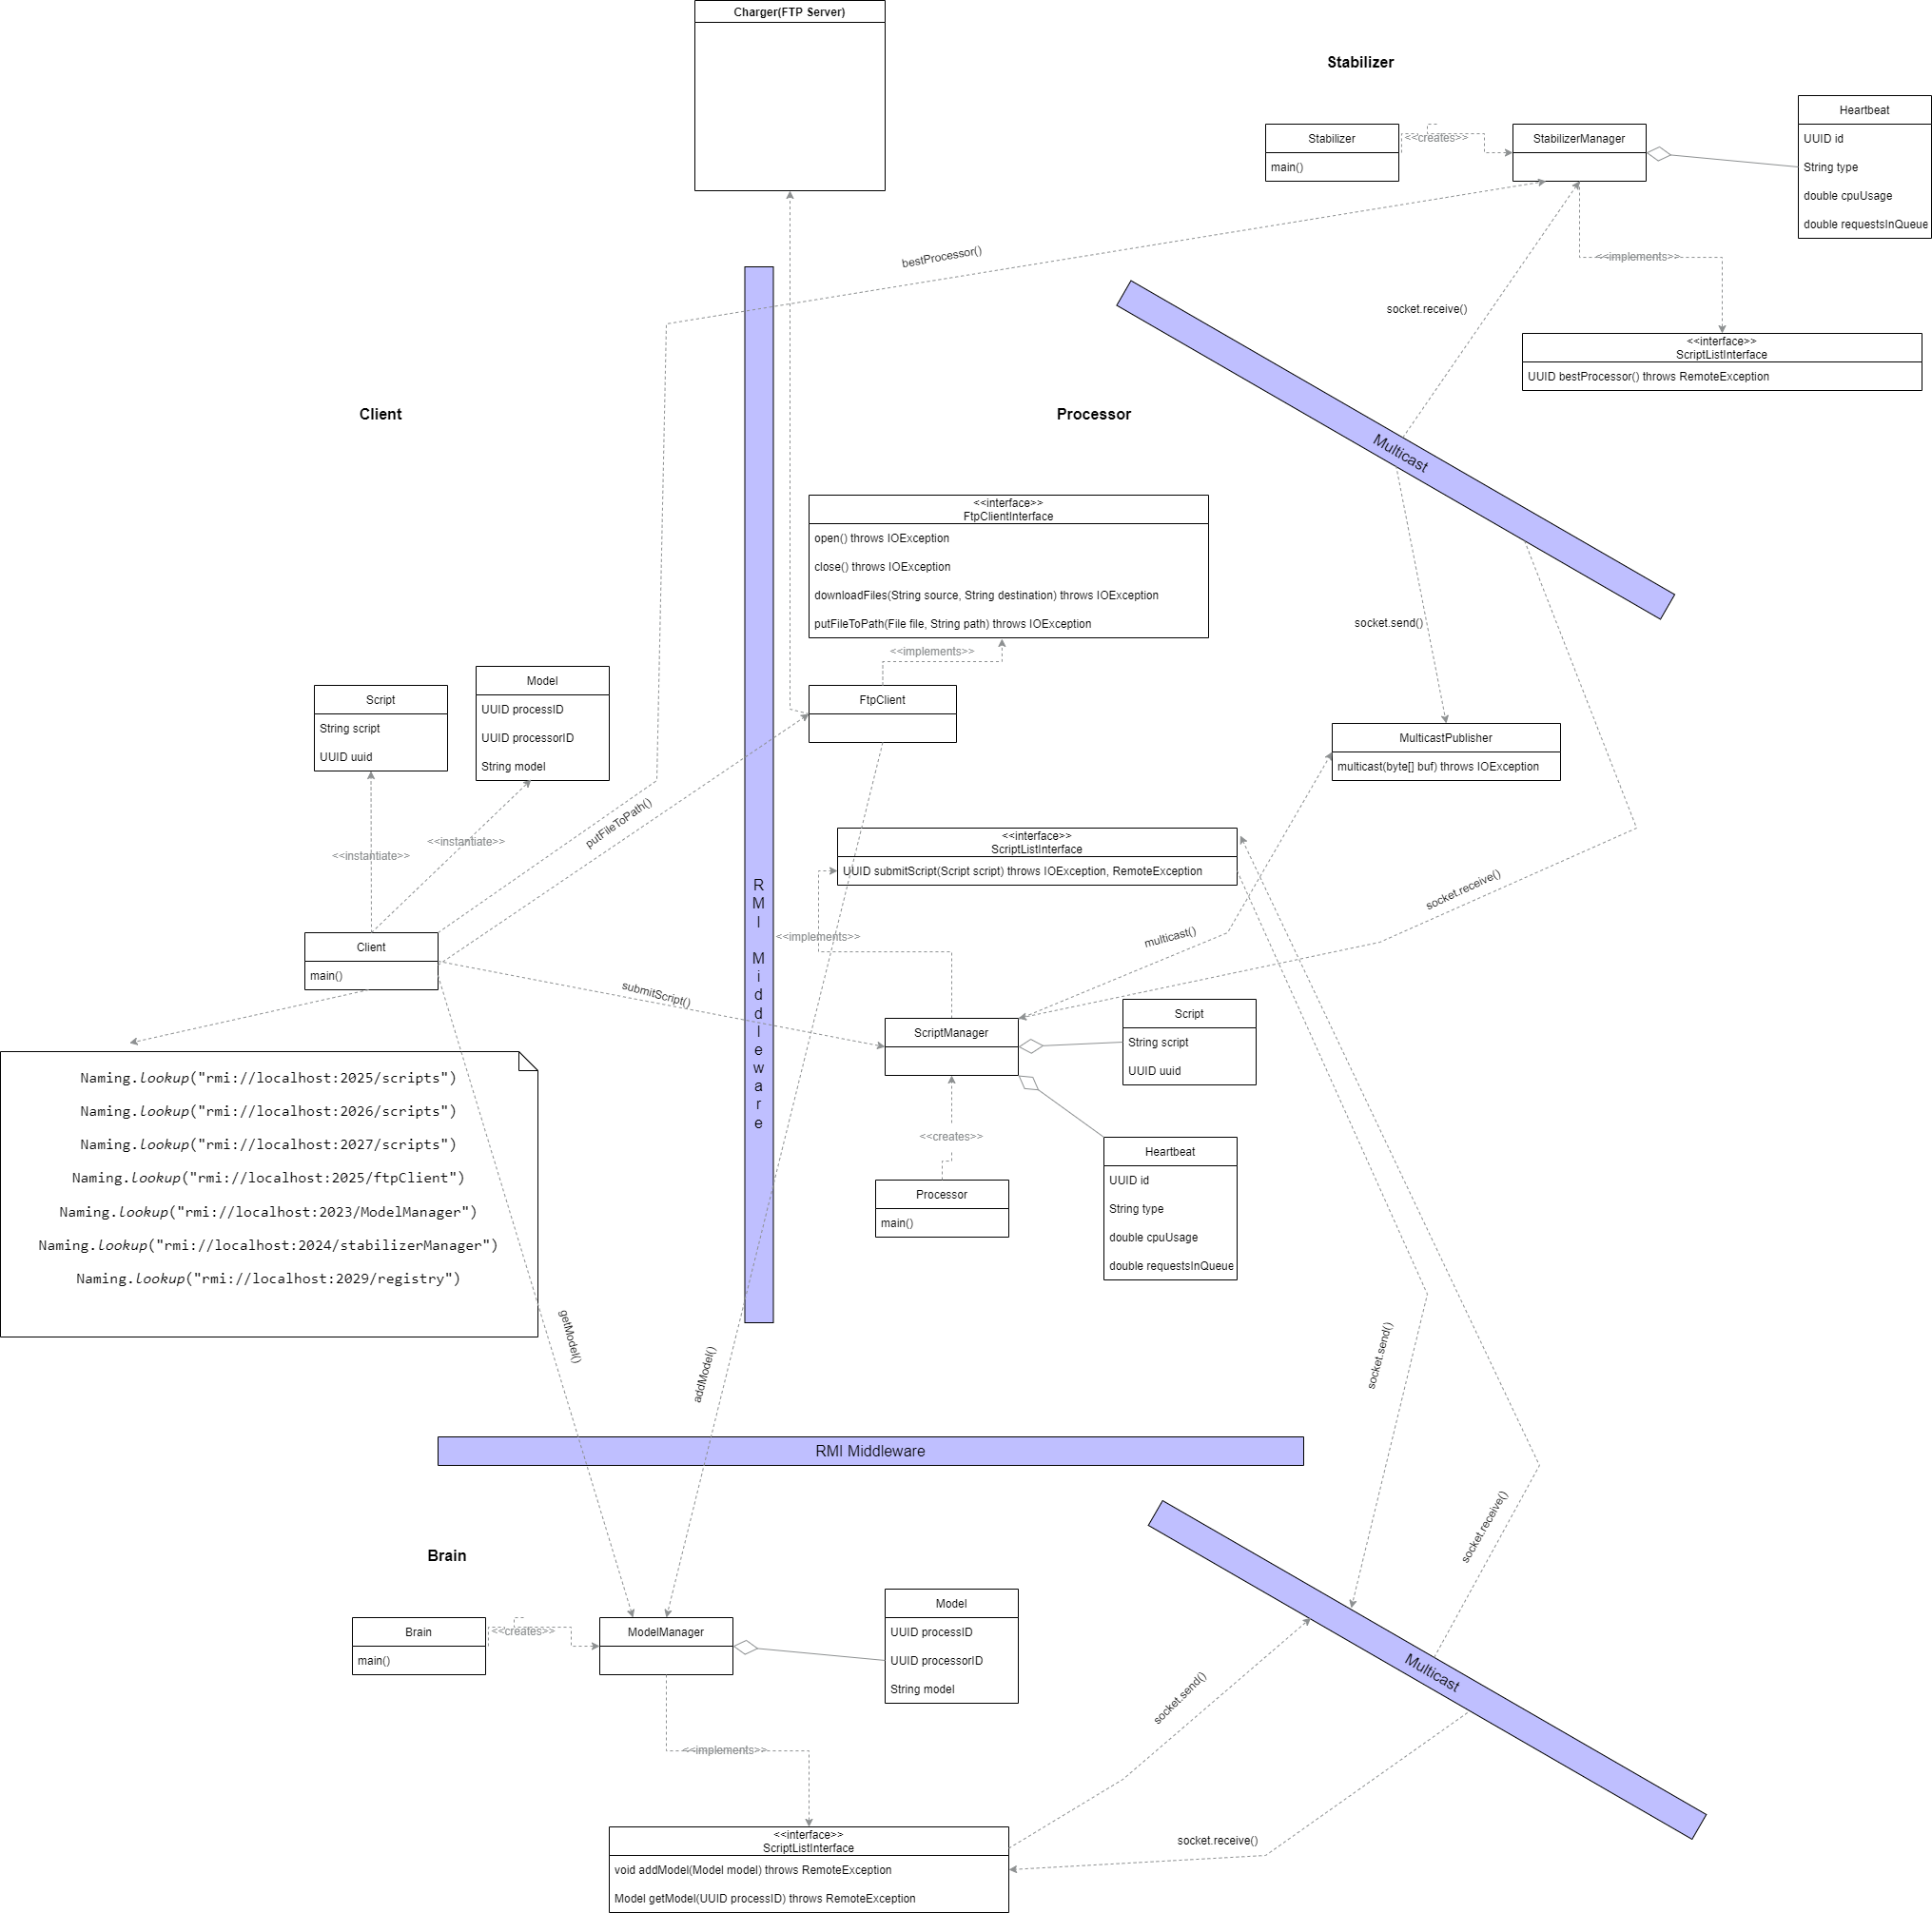 Charger(FTP Server)
Stabilizer
Stabilizer
main()
<<creates>>
StabilizerManager
Heartbeat
UUID id
String type
double cpuUsage
double requestsInQueue
bestProcessor()
<<implements>>
socket.receive()
<<interface>>
ScriptListInterface
UUID bestProcessor() throws RemoteException
Client
Processor
Multicast
<<interface>>
FtpClientInterface
open() throws IOException
close() throws IOException
downloadFiles(String source, String destination) throws IOException
putFileToPath(File file, String path) throws IOException
socket.send()
<<implements>>
Script
String script
UUID uuid
Model
UUID processID
UUID processorID
String model
FtpClient
MulticastPublisher
multicast(byte[] buf) throws IOException
putFileToPath()
<<instantiate>>
<<instantiate>>
<<interface>>
ScriptListInterface
UUID submitScript(Script script) throws IOException, RemoteException
RMI Middleware
socket.receive()
<<implements>>
multicast()
Client
main()
submitScript()
ScriptManager
Script
String script
UUID uuid
Naming.lookup("rmi://localhost:2025/scripts")
Naming.lookup("rmi://localhost:2026/scripts")
Naming.lookup("rmi://localhost:2027/scripts")
Naming.lookup("rmi://localhost:2025/ftpClient")
Naming.lookup("rmi://localhost:2023/ModelManager")
Naming.lookup("rmi://localhost:2024/stabilizerManager")
Naming.lookup("rmi://localhost:2029/registry")
<<creates>>
Processor
main()
Heartbeat
UUID id
String type
double cpuUsage
double requestsInQueue
getModel()
addModel()
socket.send()
RMI Middleware
socket.receive()
Brain
Brain
main()
<<creates>>
ModelManager
Model
UUID processID
UUID processorID
String model
Multicast
socket.send()
<<implements>>
socket.receive()
<<interface>>
ScriptListInterface
void addModel(Model model) throws RemoteException
Model getModel(UUID processID) throws RemoteException